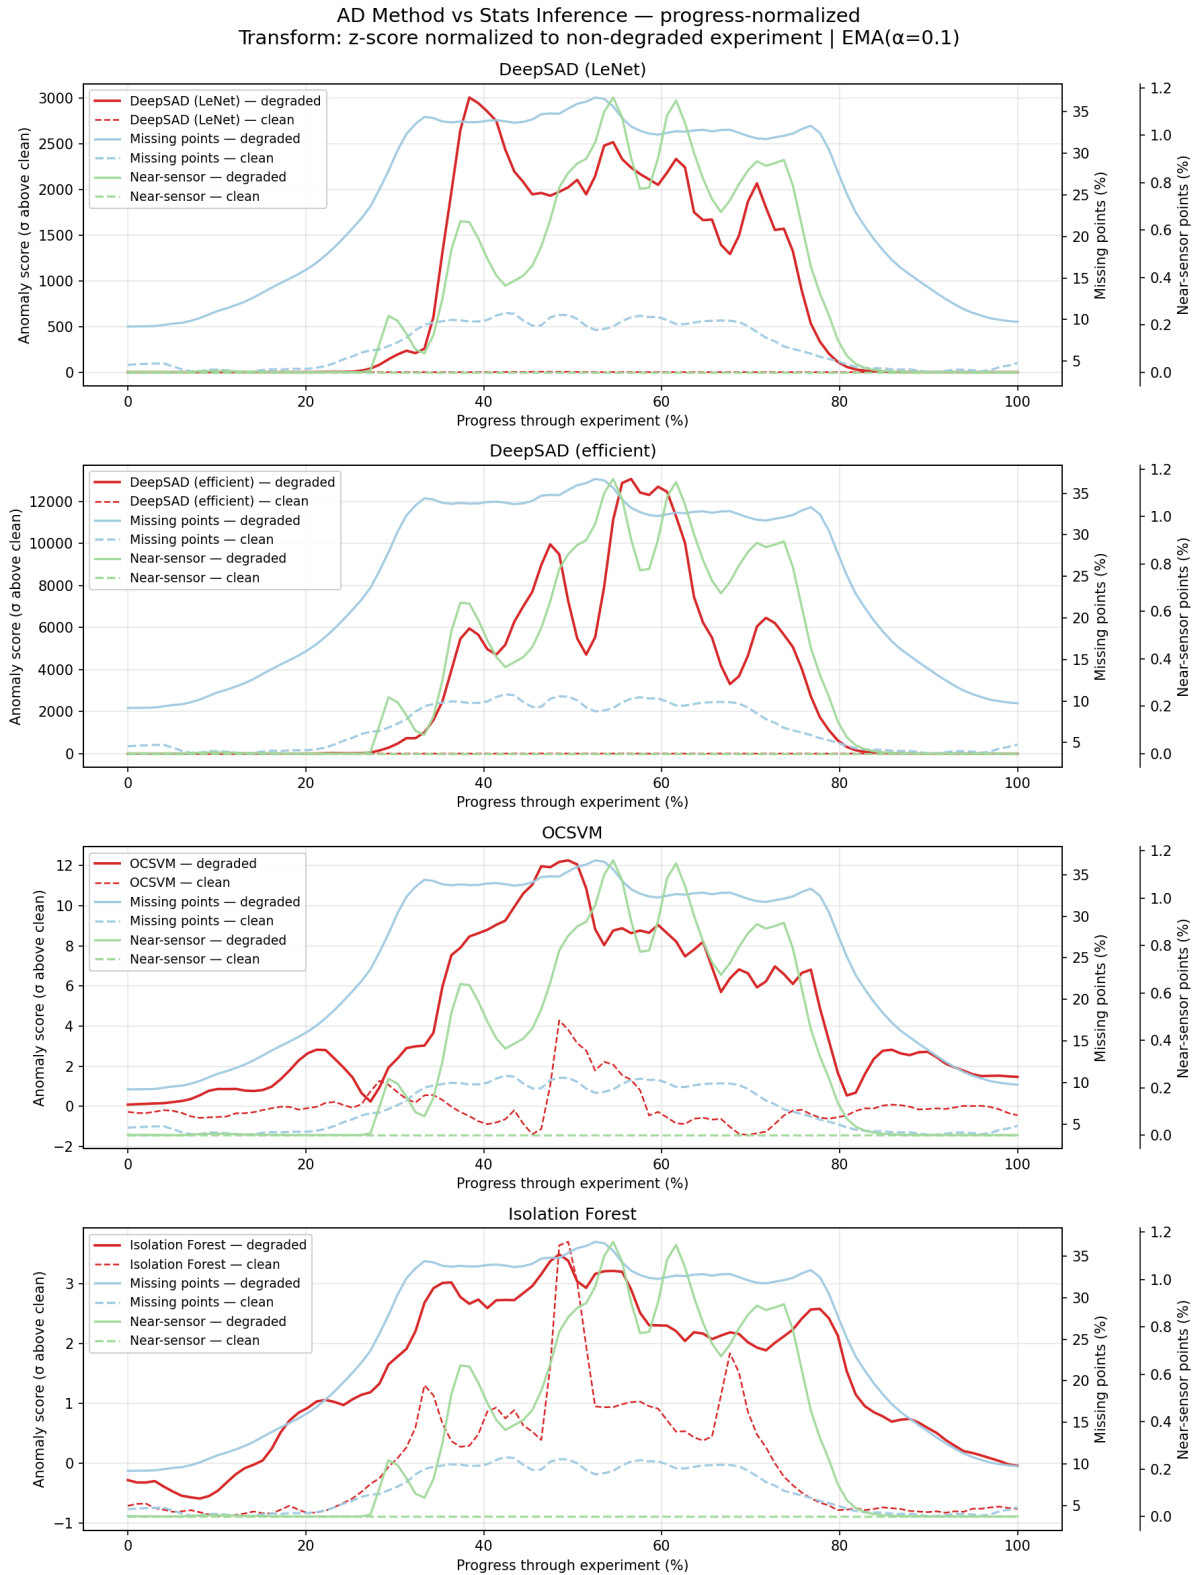 AD Method vs Stats Inference — progress-normalized
Transform: z-score normalized to non-degraded experiment | EMA(α=0.1)
DeepSAD (LeNet)
DeepSAD (LeNet) — degraded
DeepSAD (LeNet) — clean
Missing points — degraded
Missing points — clean
Near-sensor — degraded
Near-sensor — clean
Anomaly score (σ above clean)
3000
2500
2000
1500
1000
500
0
Missing points (%)
35
30
25
20
15
10
5
Near-sensor points (%)
1.2
1.0
0.8
0.6
0.4
0.2
0.0
0 20 40 60 80 100
Progress through experiment (%)
DeepSAD (efficient)
DeepSAD (efficient) — degraded
DeepSAD (efficient) — clean
Missing points — degraded
Missing points — clean
Near-sensor — degraded
Near-sensor — clean
Anomaly score (σ above clean)
12000
10000
8000
6000
4000
2000
0
Missing points (%)
35
30
25
20
15
10
5
Near-sensor points (%)
1.2
1.0
0.8
0.6
0.4
0.2
0.0
0 20 40 60 80 100
Progress through experiment (%)
OCSVM
OCSVM — degraded
OCSVM — clean
Missing points — degraded
Missing points — clean
Near-sensor — degraded
Near-sensor — clean
Anomaly score (σ above clean)
12
10
8
6
4
2
0
−2
Missing points (%)
35
30
25
20
15
10
5
Near-sensor points (%)
1.2
1.0
0.8
0.6
0.4
0.2
0.0
0 20 40 60 80 100
Progress through experiment (%)
Isolation Forest
Isolation Forest — degraded
Isolation Forest — clean
Missing points — degraded
Missing points — clean
Near-sensor — degraded
Near-sensor — clean
Anomaly score (σ above clean)
3
2
1
0
−1
Missing points (%)
35
30
25
20
15
10
5
Near-sensor points (%)
1.2
1.0
0.8
0.6
0.4
0.2
0.0
0 20 40 60 80 100
Progress through experiment (%)